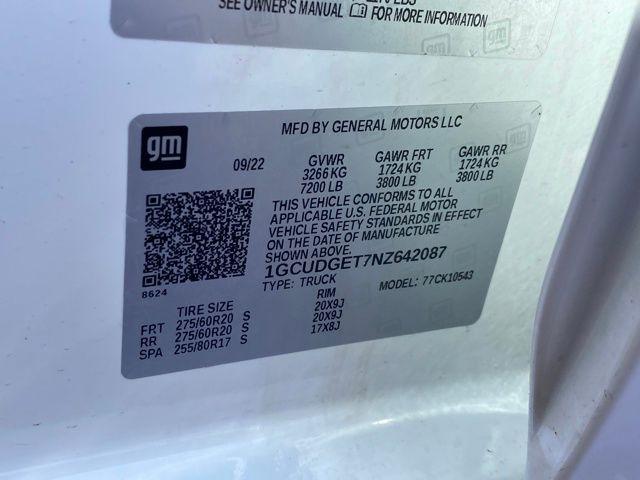 SEE OWNER'S MANUAL FOR MORE INFORMATION
gm
MFD BY GENERAL MOTORS LLC
09/22 GVWR GAWR FRT GAWR RR
3266 KG 1724 KG 1724 KG
7200 LB 3800 LB 3800 LB
THIS VEHICLE CONFORMS TO ALL
APPLICABLE U.S. FEDERAL MOTOR
VEHICLE SAFETY STANDARDS IN EFFECT
ON THE DATE OF MANUFACTURE
SHOWN ABOVE.
1GCUDGET7NZ642087
8624
TYPE: TRUCK MODEL: 77CK10543
TIRE SIZE RIM
FRT 275/60R20 S 20X9J
RR 275/60R20 S 20X9J
SPA 255/80R17 S 17X8J